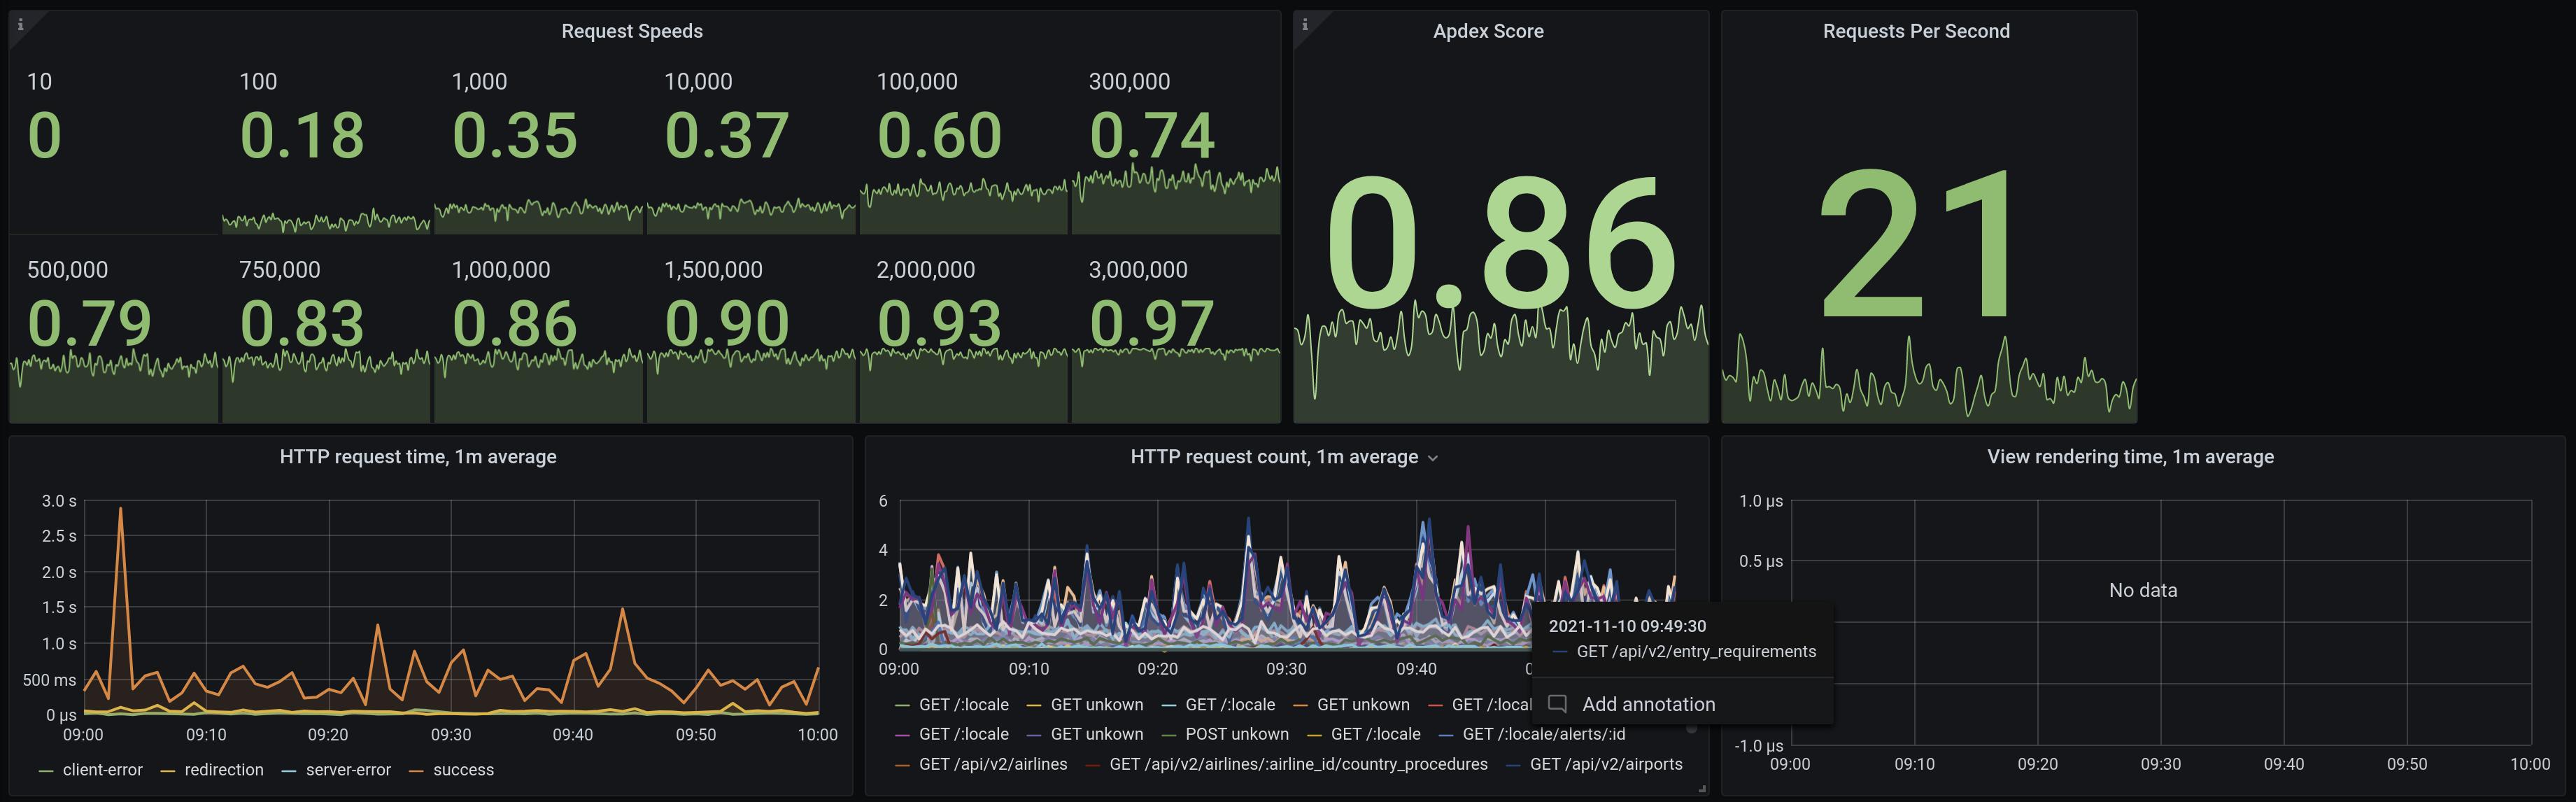 Request Speeds
10
0
100
0.18
1,000
0.35
10,000
0.37
100,000
0.60
300,000
0.74
500,000
0.79
750,000
0.83
1,000,000
0.86
1,500,000
0.90
2,000,000
0.93
3,000,000
0.97
Apdex Score
0.86
Requests Per Second
21
HTTP request time, 1m average
3.0 s
2.5 s
2.0 s
1.5 s
1.0 s
500 ms
0 µs
09:00 09:10 09:20 09:30 09:40 09:50 10:00
client-error redirection server-error success
HTTP request count, 1m average
6
4
2
0
09:00 09:10 09:20 09:30 09:40 0
2021-11-10 09:49:30
GET /api/v2/entry_requirements
Add annotation
GET /:locale GET unkown GET /:locale GET unkown GET /:local
GET /:locale GET unkown POST unkown GET /:locale GET /:locale/alerts/:id
GET /api/v2/airlines GET /api/v2/airlines/:airline_id/country_procedures GET /api/v2/airports
View rendering time, 1m average
1.0 µs
0.5 µs
No data
-1.0 µs
09:00 09:10 09:20 09:30 09:40 09:50 10:00